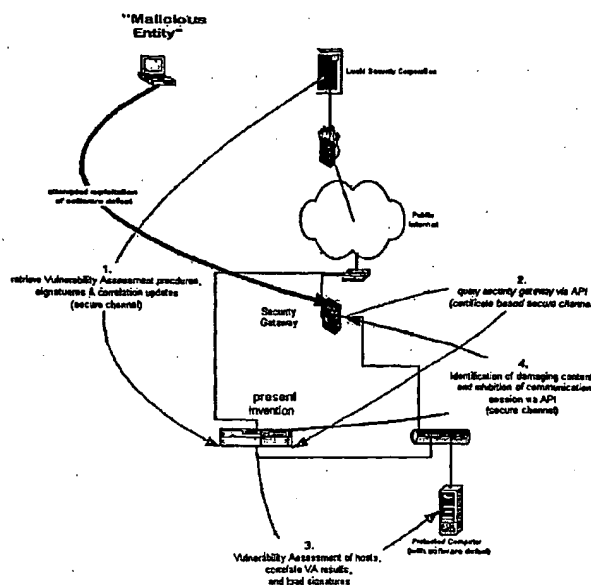 "Malicious
Entity"
Security Corporation
attempted exploitation
of software defect
Public
Internet
1.
retrieve Vulnerability Assessment procedures,
signatures & correlation updates
(secure channel)
Security
Gateway
2.
query security gateway via API
(certificate based secure channel)
4.
Identification of damaging content
and inhibition of communication
session via API
(secure channel)
present
invention
3.
Vulnerability Assessment of hosts,
correlate VA results,
and load signatures
Protected Computer
(with software defect)